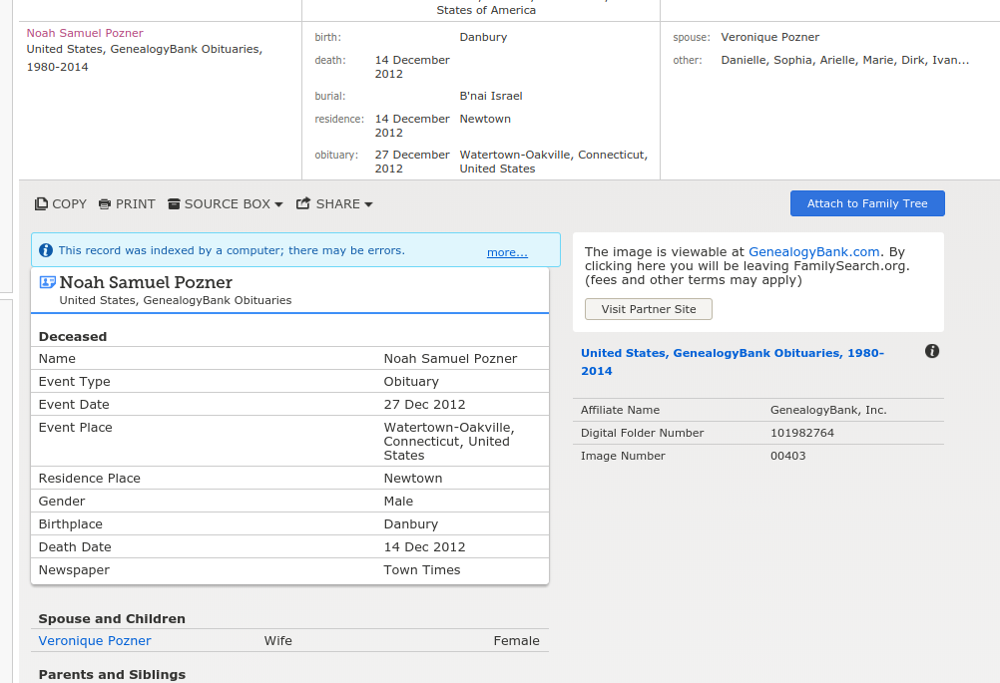 States of America
Noah Samuel Pozner
United States, GenealogyBank Obituaries,
1980-2014
birth: Danbury
death: 14 December
2012
burial: B'nai Israel
residence: 14 December Newtown
2012
obituary: 27 December Watertown-Oakville, Connecticut,
2012 United States
spouse: Veronique Pozner
other: Danielle, Sophia, Arielle, Marie, Dirk, Ivan...
COPY PRINT SOURCE BOX SHARE
Attach to Family Tree
This record was indexed by a computer; there may be errors. more...
Noah Samuel Pozner
United States, GenealogyBank Obituaries
Deceased
Name Noah Samuel Pozner
Event Type Obituary
Event Date 27 Dec 2012
Event Place Watertown-Oakville,
Connecticut, United
States
Residence Place Newtown
Gender Male
Birthplace Danbury
Death Date 14 Dec 2012
Newspaper Town Times
Spouse and Children
Veronique Pozner Wife Female
Parents and Siblings
The image is viewable at GenealogyBank.com. By
clicking here you will be leaving FamilySearch.org.
(fees and other terms may apply)
Visit Partner Site
United States, GenealogyBank Obituaries, 1980-
2014
Affiliate Name GenealogyBank, Inc.
Digital Folder Number 101982764
Image Number 00403